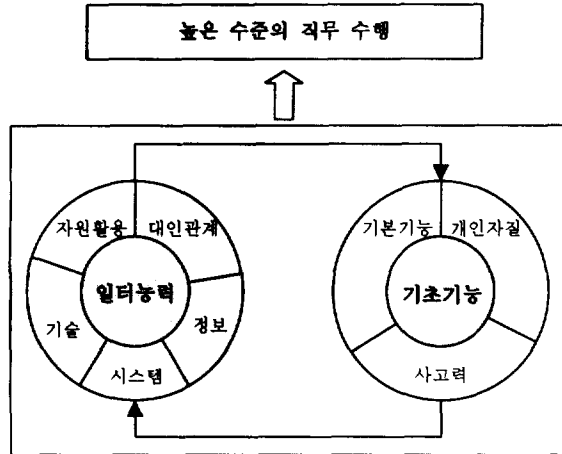 높은 수준의 직무 수행
자원활용 대인관계
일터능력
기술
정보
시스템
기본기능 개인자질
기초기능
사고력